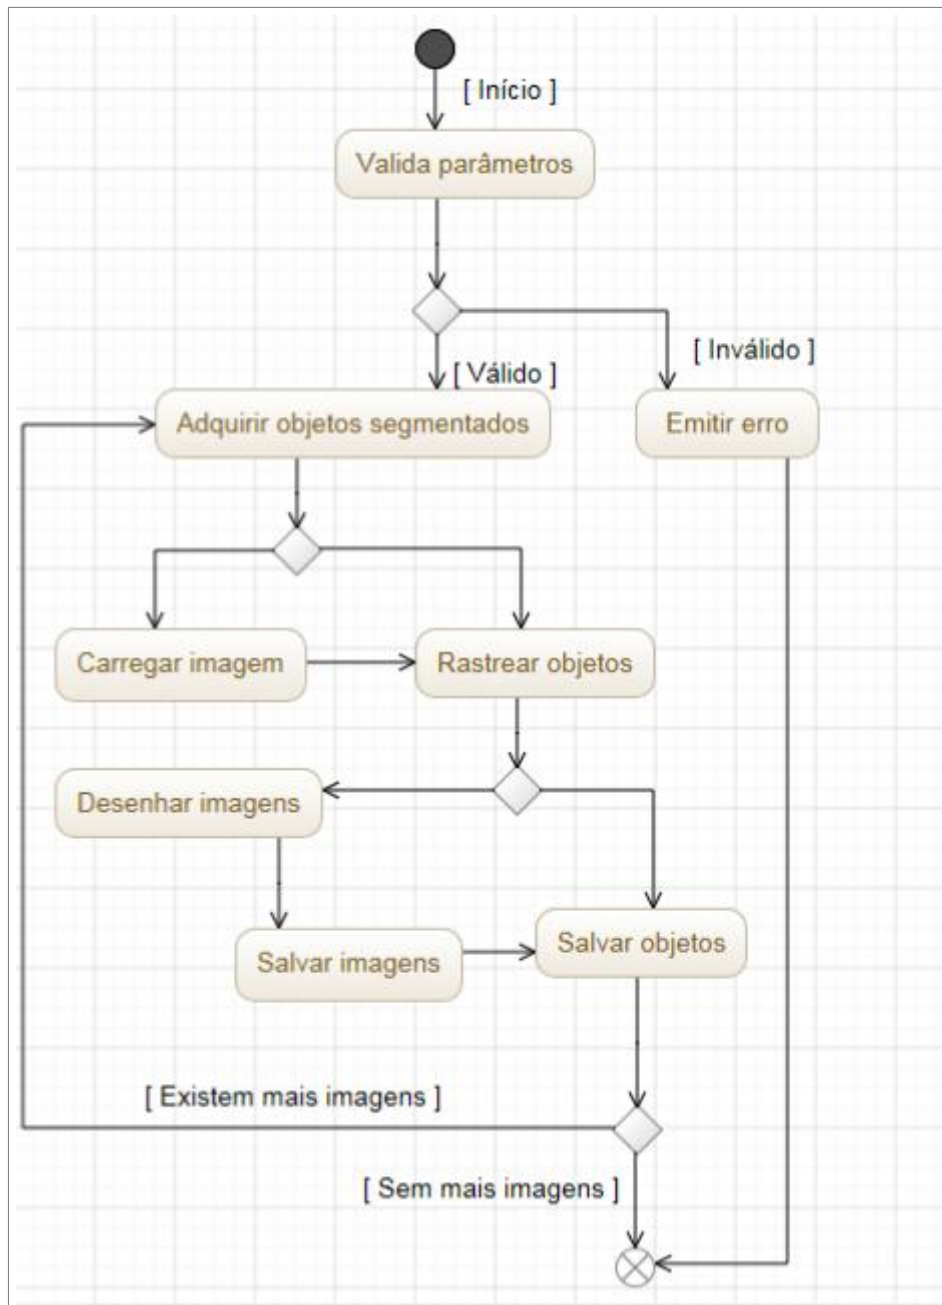 [ Início ]
Valida parâmetros
[ Inválido ]
[ Válido ]
Adquirir objetos segmentados
Emitir erro
Carregar imagem
Rastrear objetos
Desenhar imagens
Salvar objetos
Salvar imagens
[ Existem mais imagens ]
[ Sem mais imagens ]